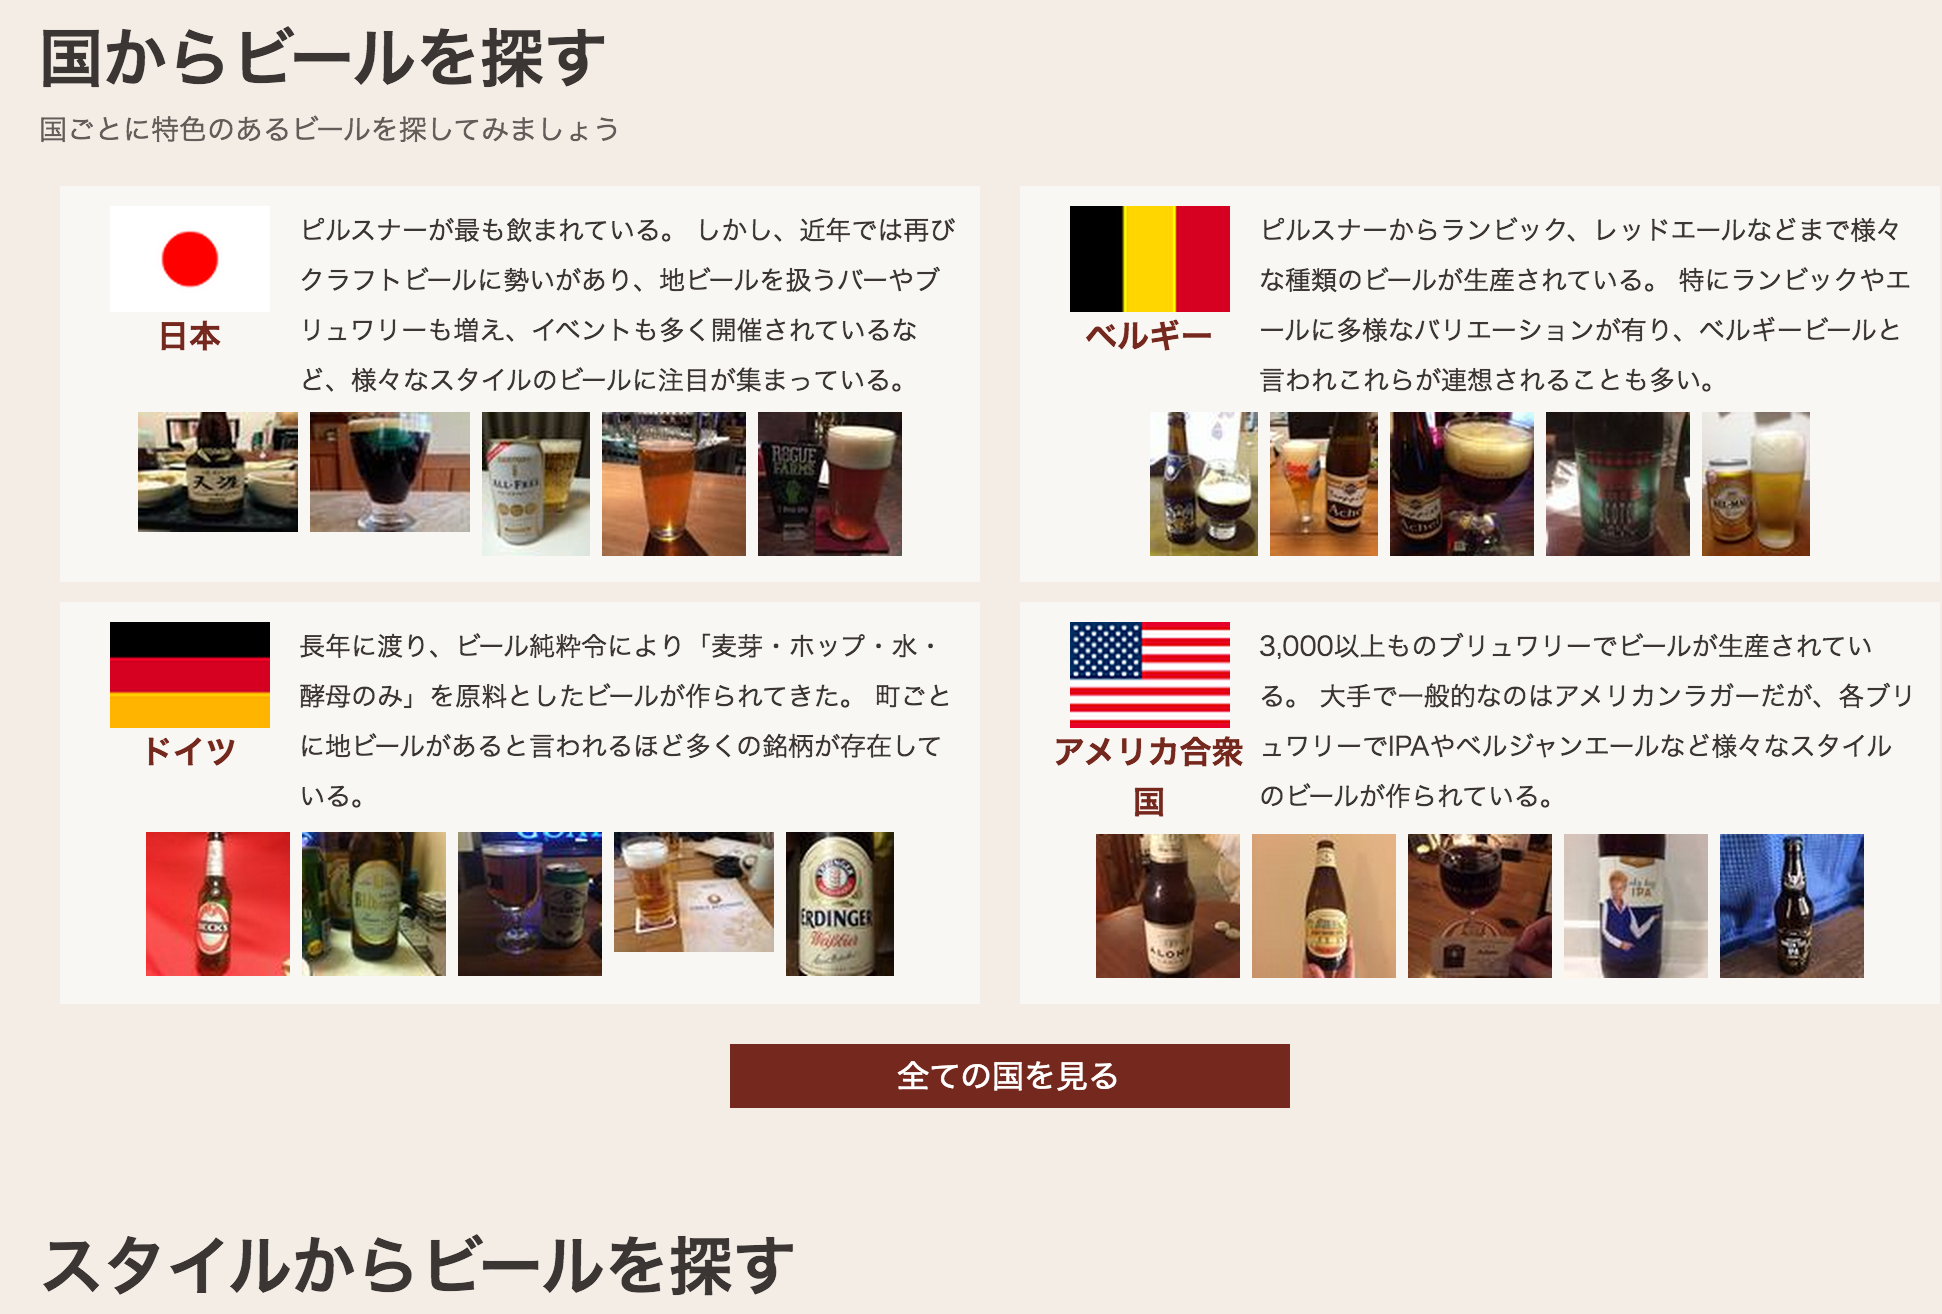 国からビールを探す
国ごとに特色のあるビールを探してみましょう
日本
ピルスナーが最も飲まれている。 しかし、近年では再び
クラフトビールに勢いがあり、地ビールを扱うバーやブ
リュワリーも増え、イベントも多く開催されているな
ど、様々なスタイルのビールに注目が集まっている。
天涯
ALL-FREE
ROGUE
FARMS
ベルギー
ピルスナーからランビック、レッドエールなどまで様々
な種類のビールが生産されている。 特にランビックやエ
ールに多様なバリエーションが有り、ベルギービールと
言われこれらが連想されることも多い。
Achel
Achel
ドイツ
長年に渡り、ビール純粋令により「麦芽・ホップ・水・
酵母のみ」を原料としたビールが作られてきた。 町ごと
に地ビールがあると言われるほど多くの銘柄が存在して
いる。
BECK'S
ERDINGER
Weißbier
アメリカ合衆
国
3,000以上ものブリュワリーでビールが生産されてい
る。 大手で一般的なのはアメリカンラガーだが、各ブリ
ュワリーでIPAやベルジャンエールなど様々なスタイル
のビールが作られている。
IPA
全ての国を見る
スタイルからビールを探す